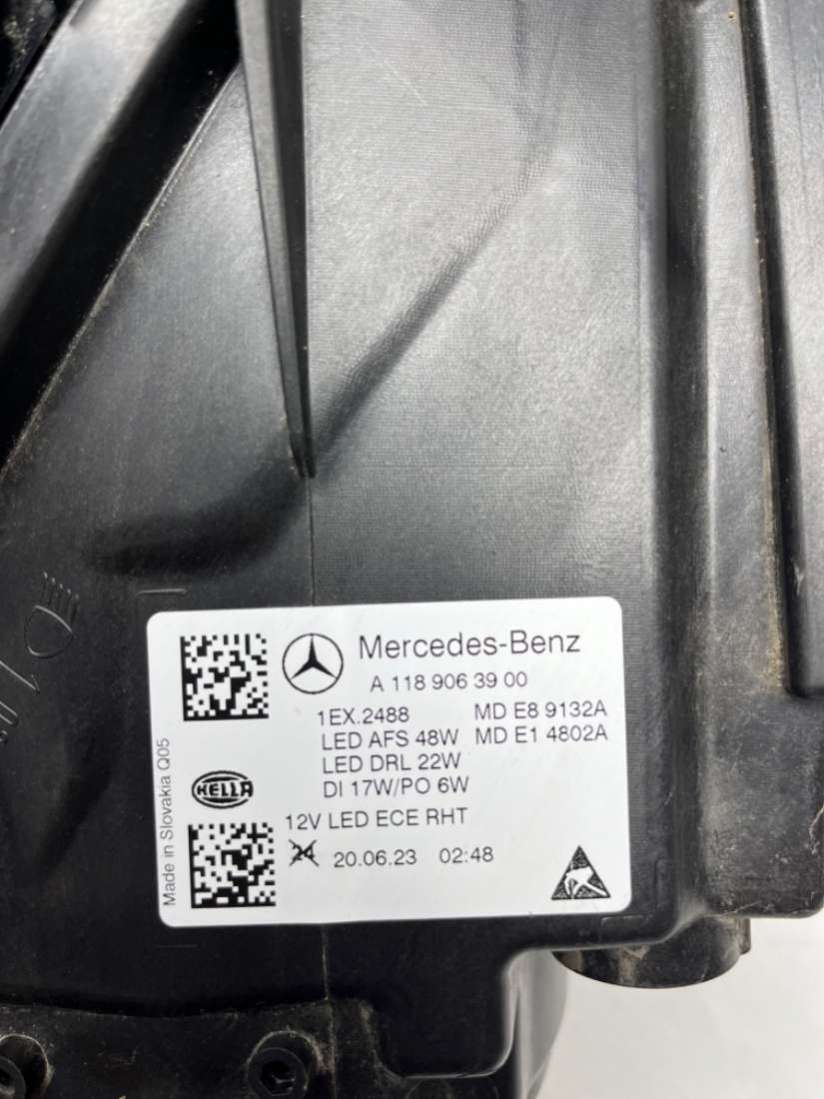 Mercedes-Benz
A 118 906 39 00
1EX.2488 MD E8 9132A
LED AFS 48W MD E1 4802A
LED DRL 22W
DI 17W/PO 6W
HELLA
12V LED ECE RHT
24 20.06.23 02:48
Made in Slovakia Q05